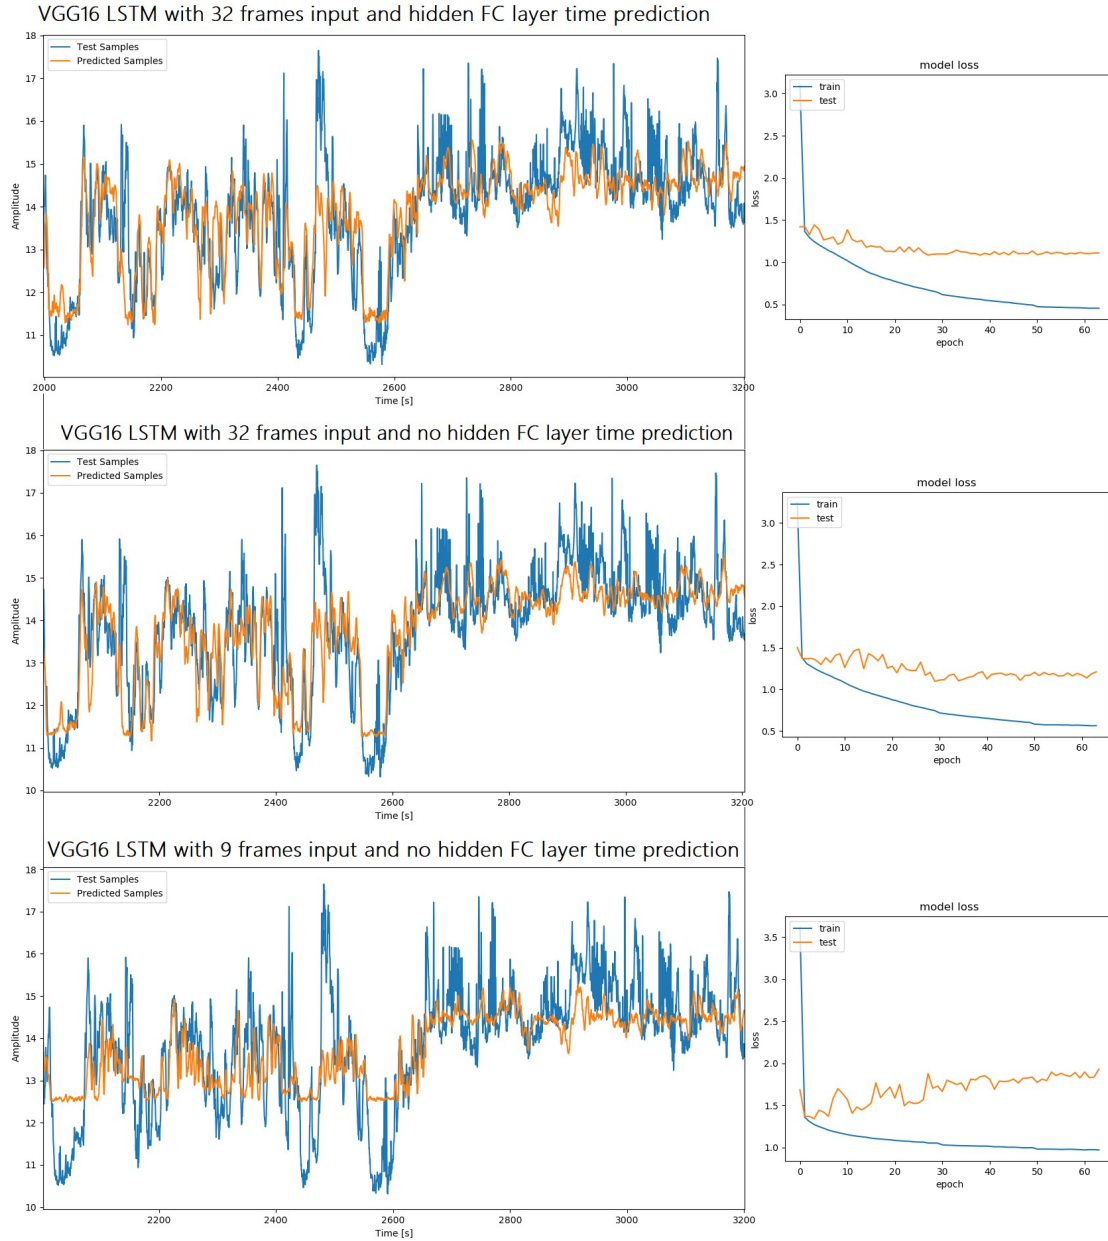 VGG16 LSTM with 32 frames input and hidden FC layer time prediction
18
17
16
15
14
13
12
11
Amplitude
Test Samples
Predicted Samples
2000 2200 2400 2600 2800 3000 3200
Time [s]
model loss
train
test
3.0
2.5
2.0
1.5
1.0
0.5
loss
0 10 20 30 40 50 60
epoch
VGG16 LSTM with 32 frames input and no hidden FC layer time prediction
18
17
16
15
14
13
12
11
10
Amplitude
Test Samples
Predicted Samples
2200 2400 2600 2800 3000 3200
Time [s]
model loss
train
test
3.0
2.5
2.0
1.5
1.0
0.5
loss
0 10 20 30 40 50 60
epoch
VGG16 LSTM with 9 frames input and no hidden FC layer time prediction
18
17
16
15
14
13
12
11
10
Amplitude
Test Samples
Predicted Samples
2200 2400 2600 2800 3000 3200
Time [s]
model loss
train
test
3.5
3.0
2.5
2.0
1.5
1.0
loss
0 10 20 30 40 50 60
epoch